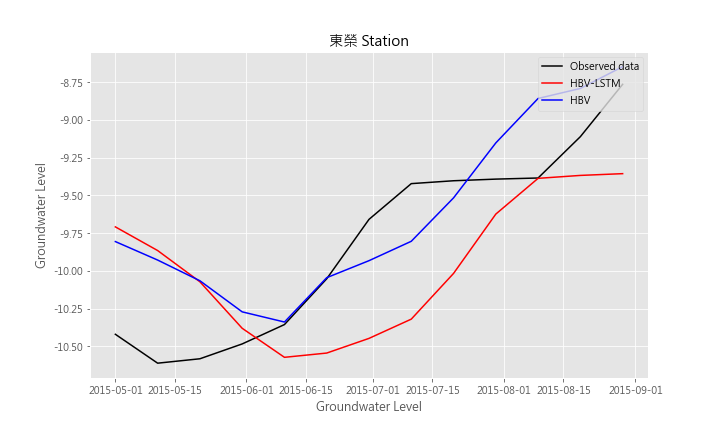 東榮 Station
Observed data
HBV-LSTM
HBV
Groundwater Level
-8.75
-9.00
-9.25
-9.50
-9.75
-10.00
-10.25
-10.50
2015-05-01 2015-05-15 2015-06-01 2015-06-15 2015-07-01 2015-07-15 2015-08-01 2015-08-15 2015-09-01
Groundwater Level